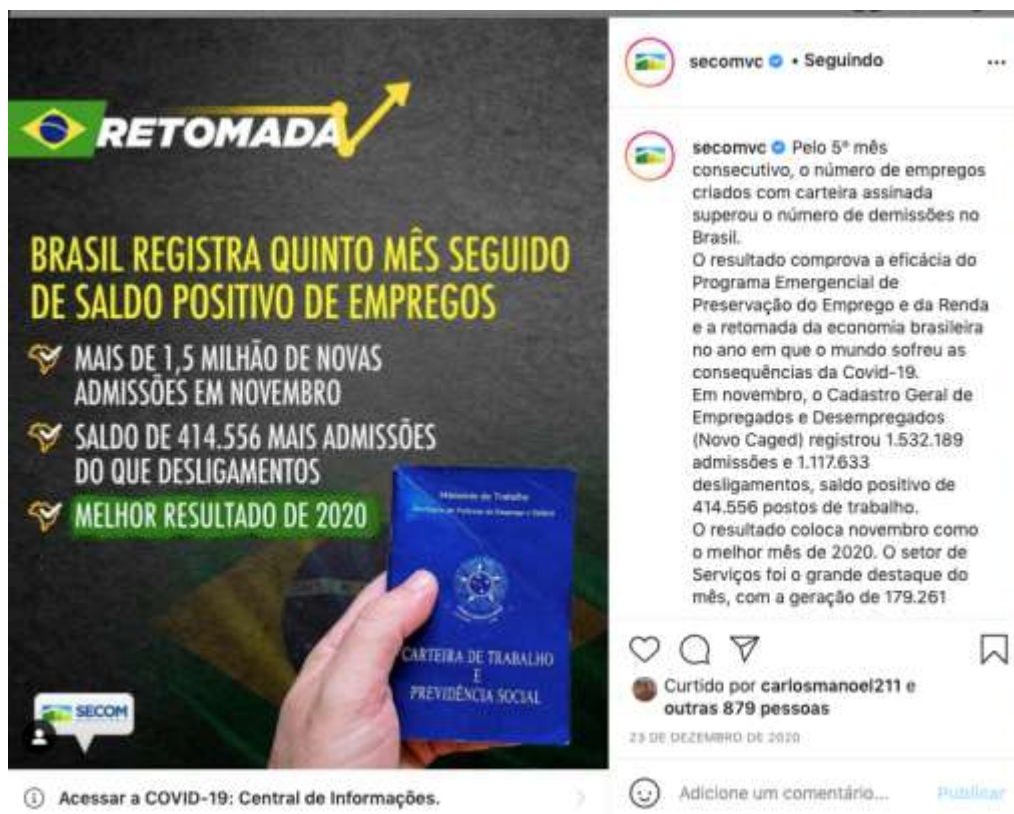 RETOMADA
BRASIL REGISTRA QUINTO MÊS SEGUIDO
DE SALDO POSITIVO DE EMPREGOS
MAIS DE 1,5 MILHÃO DE NOVAS
ADMISSÕES EM NOVEMBRO
SALDO DE 414.556 MAIS ADMISSÕES
DO QUE DESLIGAMENTOS
MELHOR RESULTADO DE 2020
Ministério do Trabalho
CARTEIRA DE TRABALHO
E
PREVIDÊNCIA SOCIAL
SECOM
Acessar a COVID-19: Central de Informações.
secomvc • Seguindo
secomvc Pelo 5º mês
consecutivo, o número de empregos
criados com carteira assinada
superou o número de demissões no
Brasil.
O resultado comprova a eficácia do
Programa Emergencial de
Preservação do Emprego e da Renda
e a retomada da economia brasileira
no ano em que o mundo sofreu as
consequências da Covid-19.
Em novembro, o Cadastro Geral de
Empregados e Desempregados
(Novo Caged) registrou 1.532.189
admissões e 1.117.633
desligamentos, saldo positivo de
414.556 postos de trabalho.
O resultado coloca novembro como
o melhor mês de 2020. O setor de
Serviços foi o grande destaque do
mês, com a geração de 179.261
Curtido por carlosmanoel211 e
outras 879 pessoas
23 DE DEZEMBRO DE 2020
Adicione um comentário... Publicar